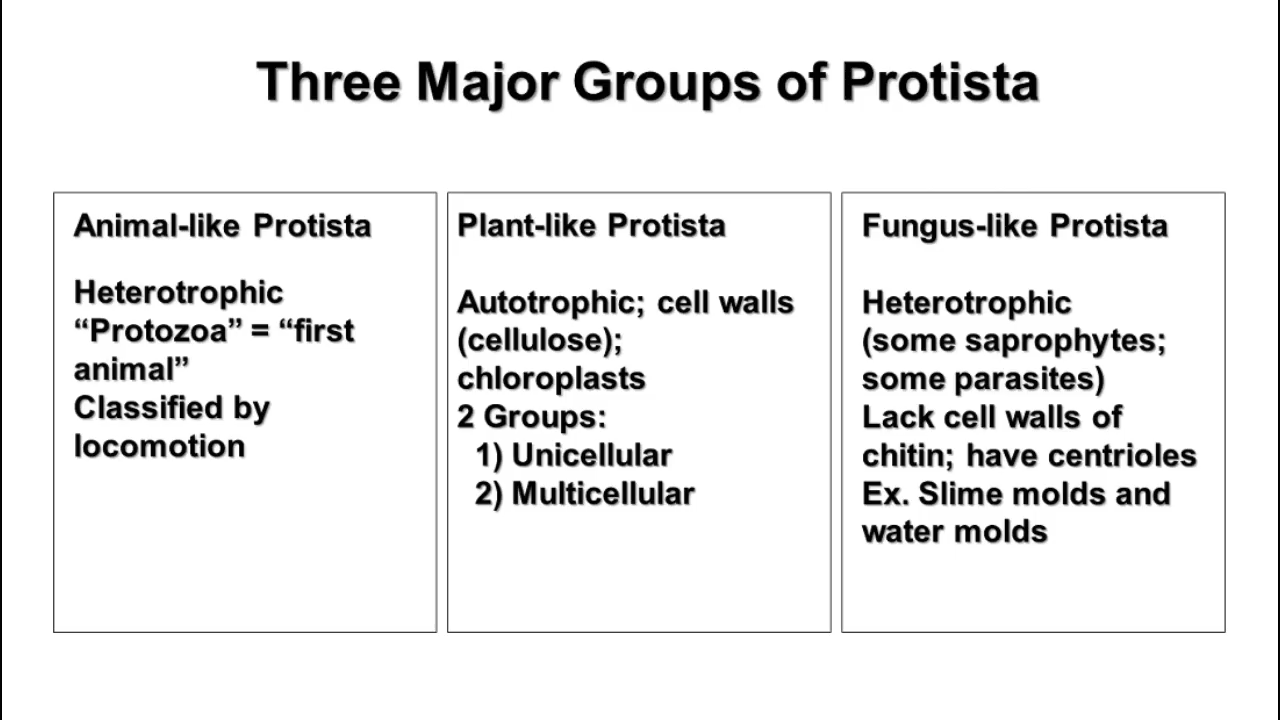 Three Major Groups of Protista
Animal-like Protista
Heterotrophic
“Protozoa” = “first
animal”
Classified by
locomotion
Plant-like Protista
Autotrophic; cell walls
(cellulose);
chloroplasts
2 Groups:
1) Unicellular
2) Multicellular
Fungus-like Protista
Heterotrophic
(some saprophytes;
some parasites)
Lack cell walls of
chitin; have centrioles
Ex. Slime molds and
water molds